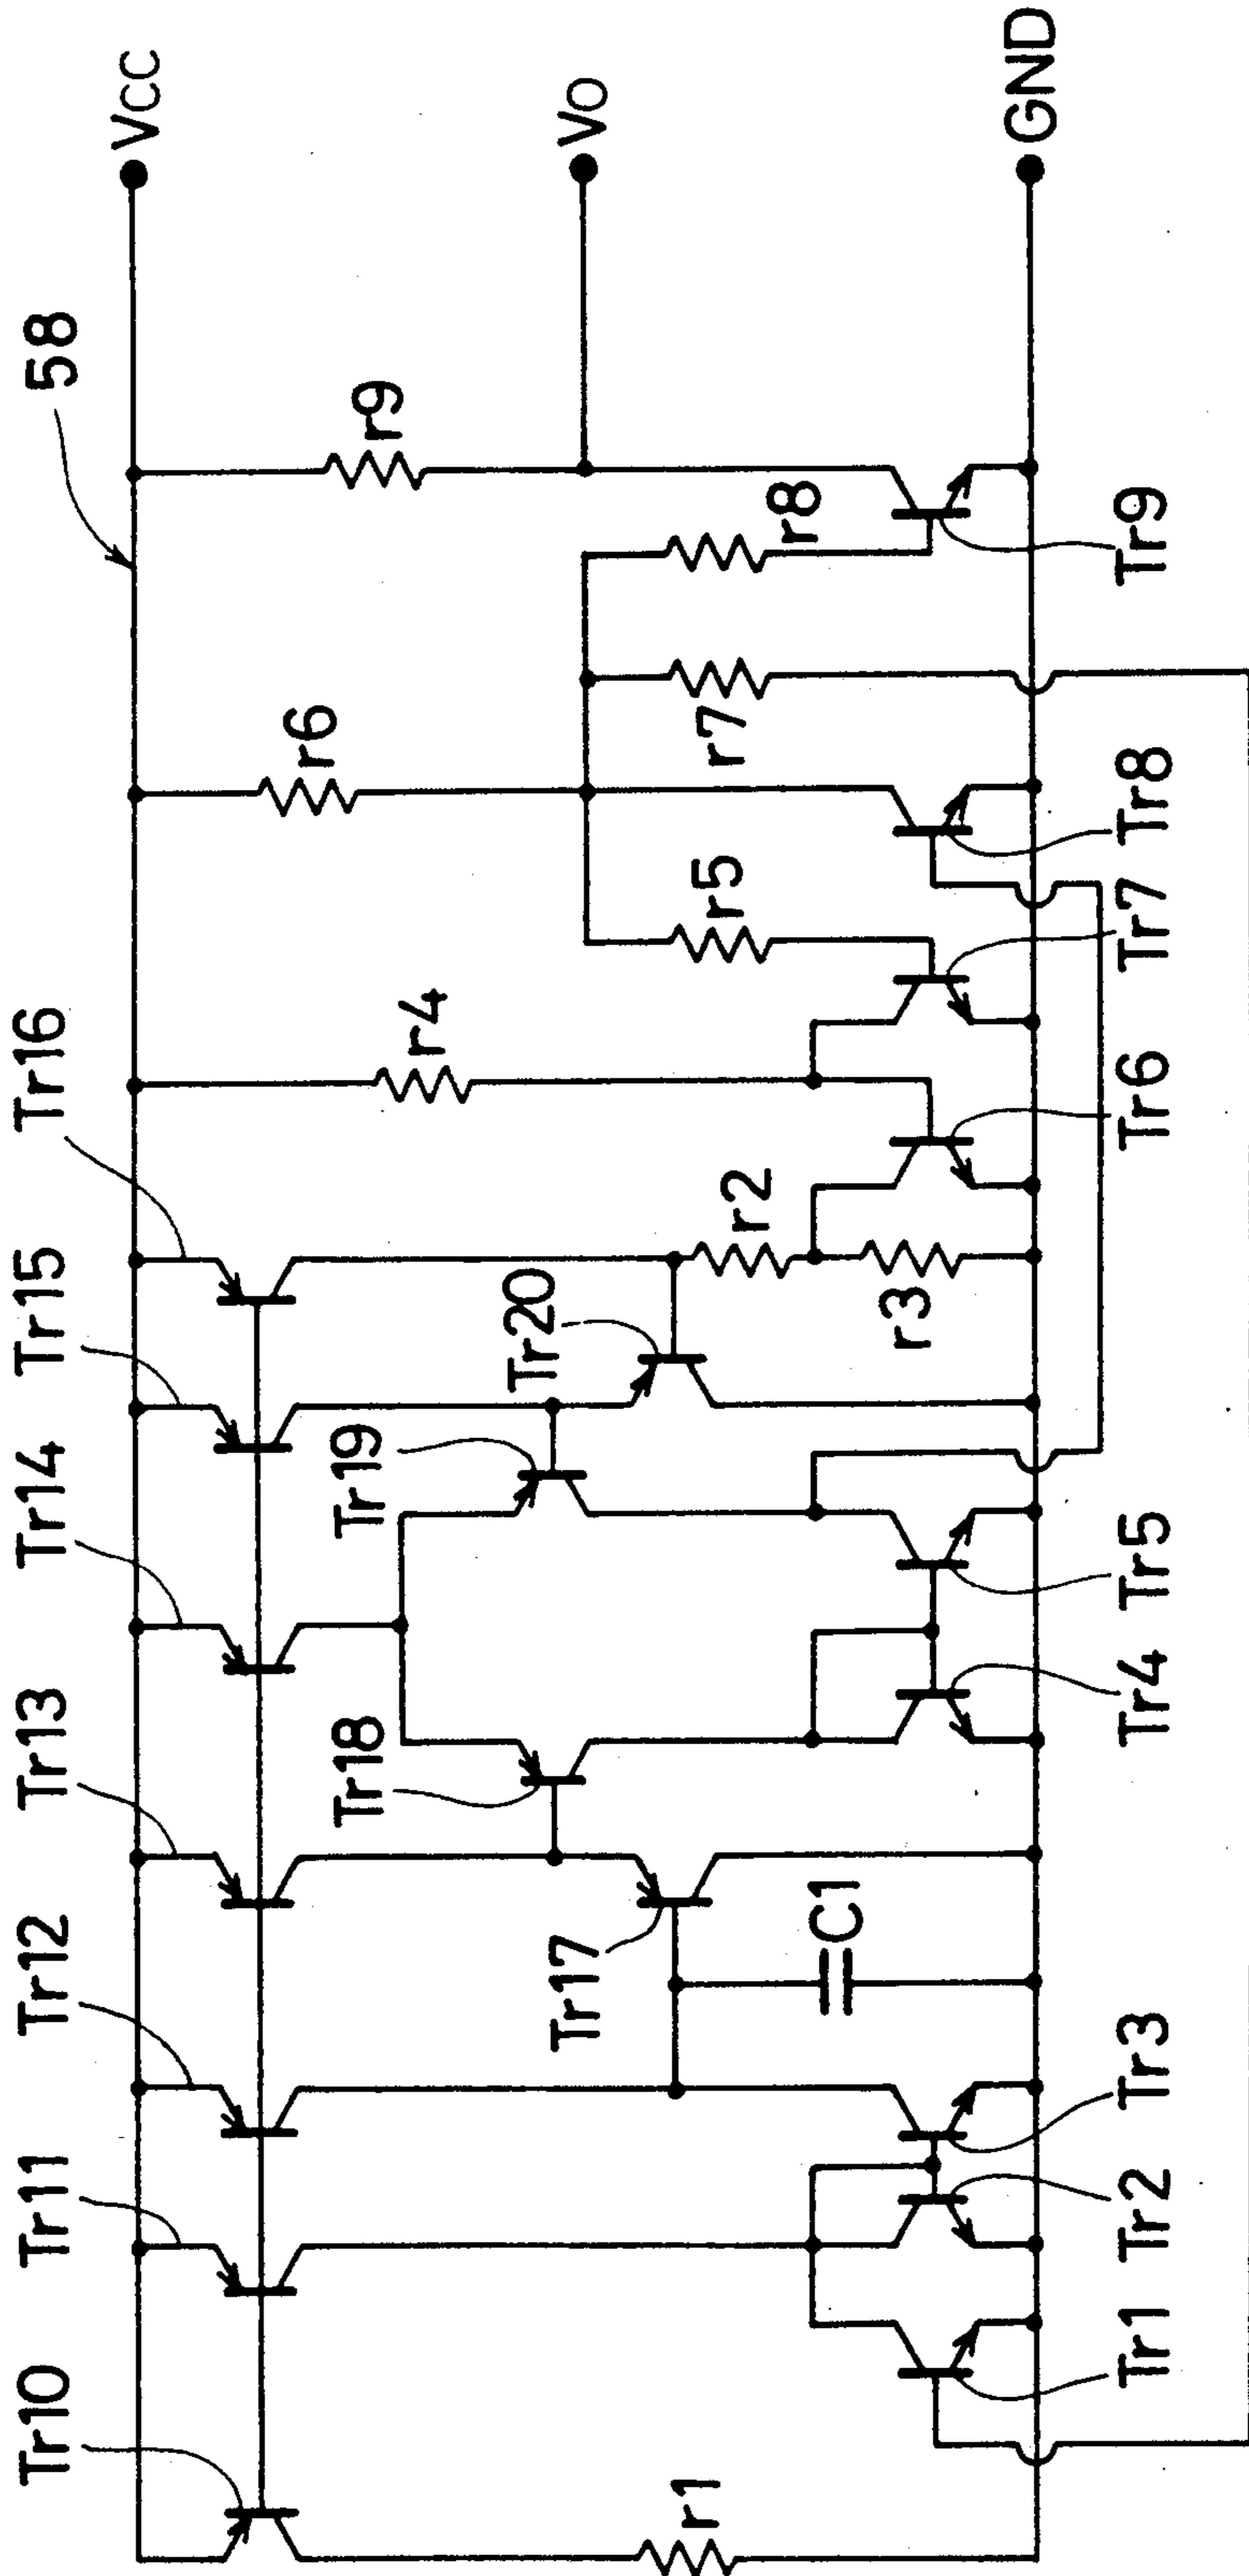 58
VCC
VO
GND
Tr10
Tr11
Tr12
Tr13
Tr14
Tr15
Tr16
r4
r6
r9
Tr18
Tr19
Tr20
Tr17
C1
r2
r3
r5
r7
r8
r1
Tr1
Tr2
Tr3
Tr4
Tr5
Tr6
Tr7
Tr8
Tr9